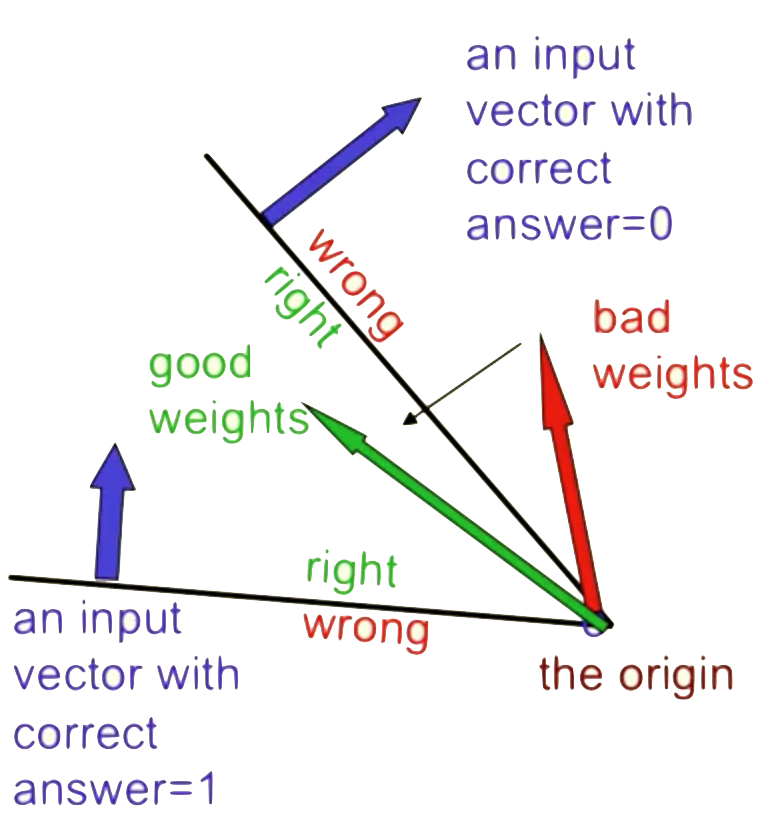 an input
vector with
correct
answer=0
wrong
right
bad
weights
good
weights
right
wrong
an input
vector with
correct
answer=1
the origin